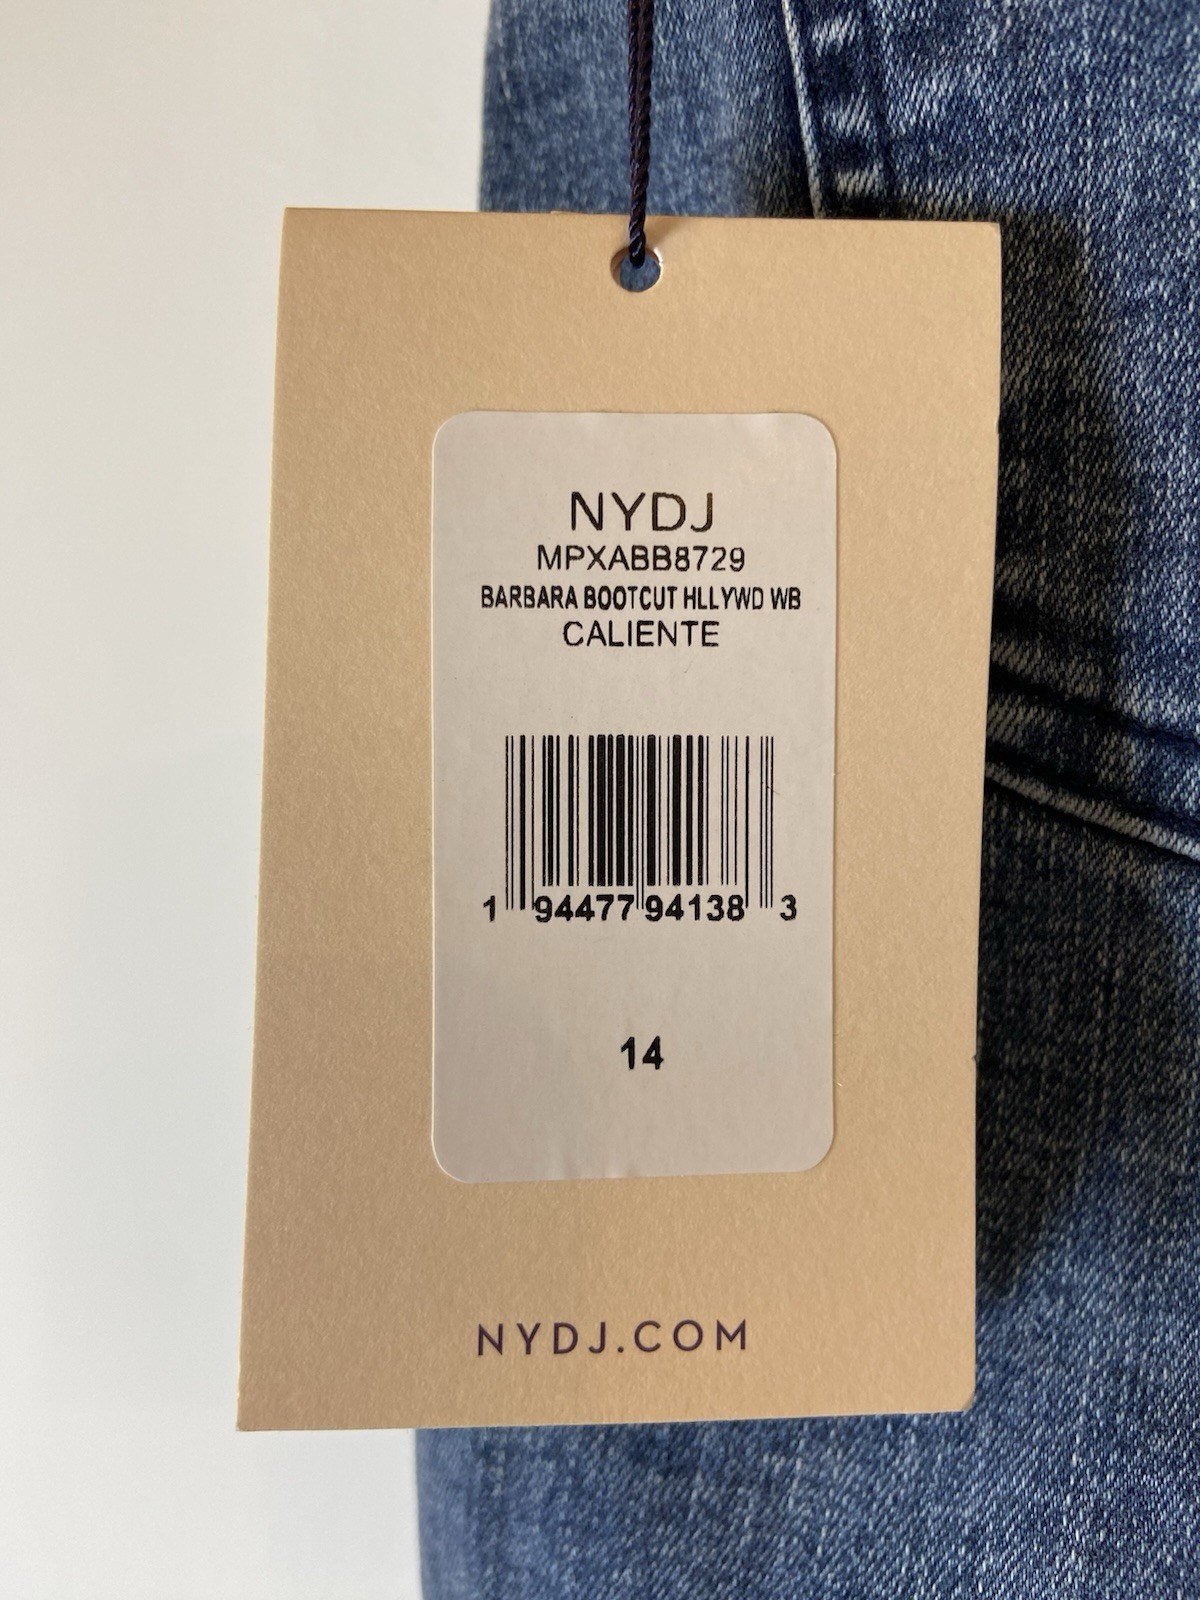 NYDJ
MPXABB8729
BARBARA BOOTCUT HLLYWD WB
CALIENTE
1 94477 94138 3
14
NYDJ.COM